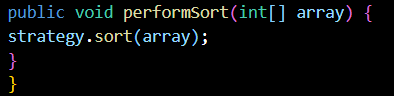 public void performSort(int[] array) {
strategy.sort(array);
}
}